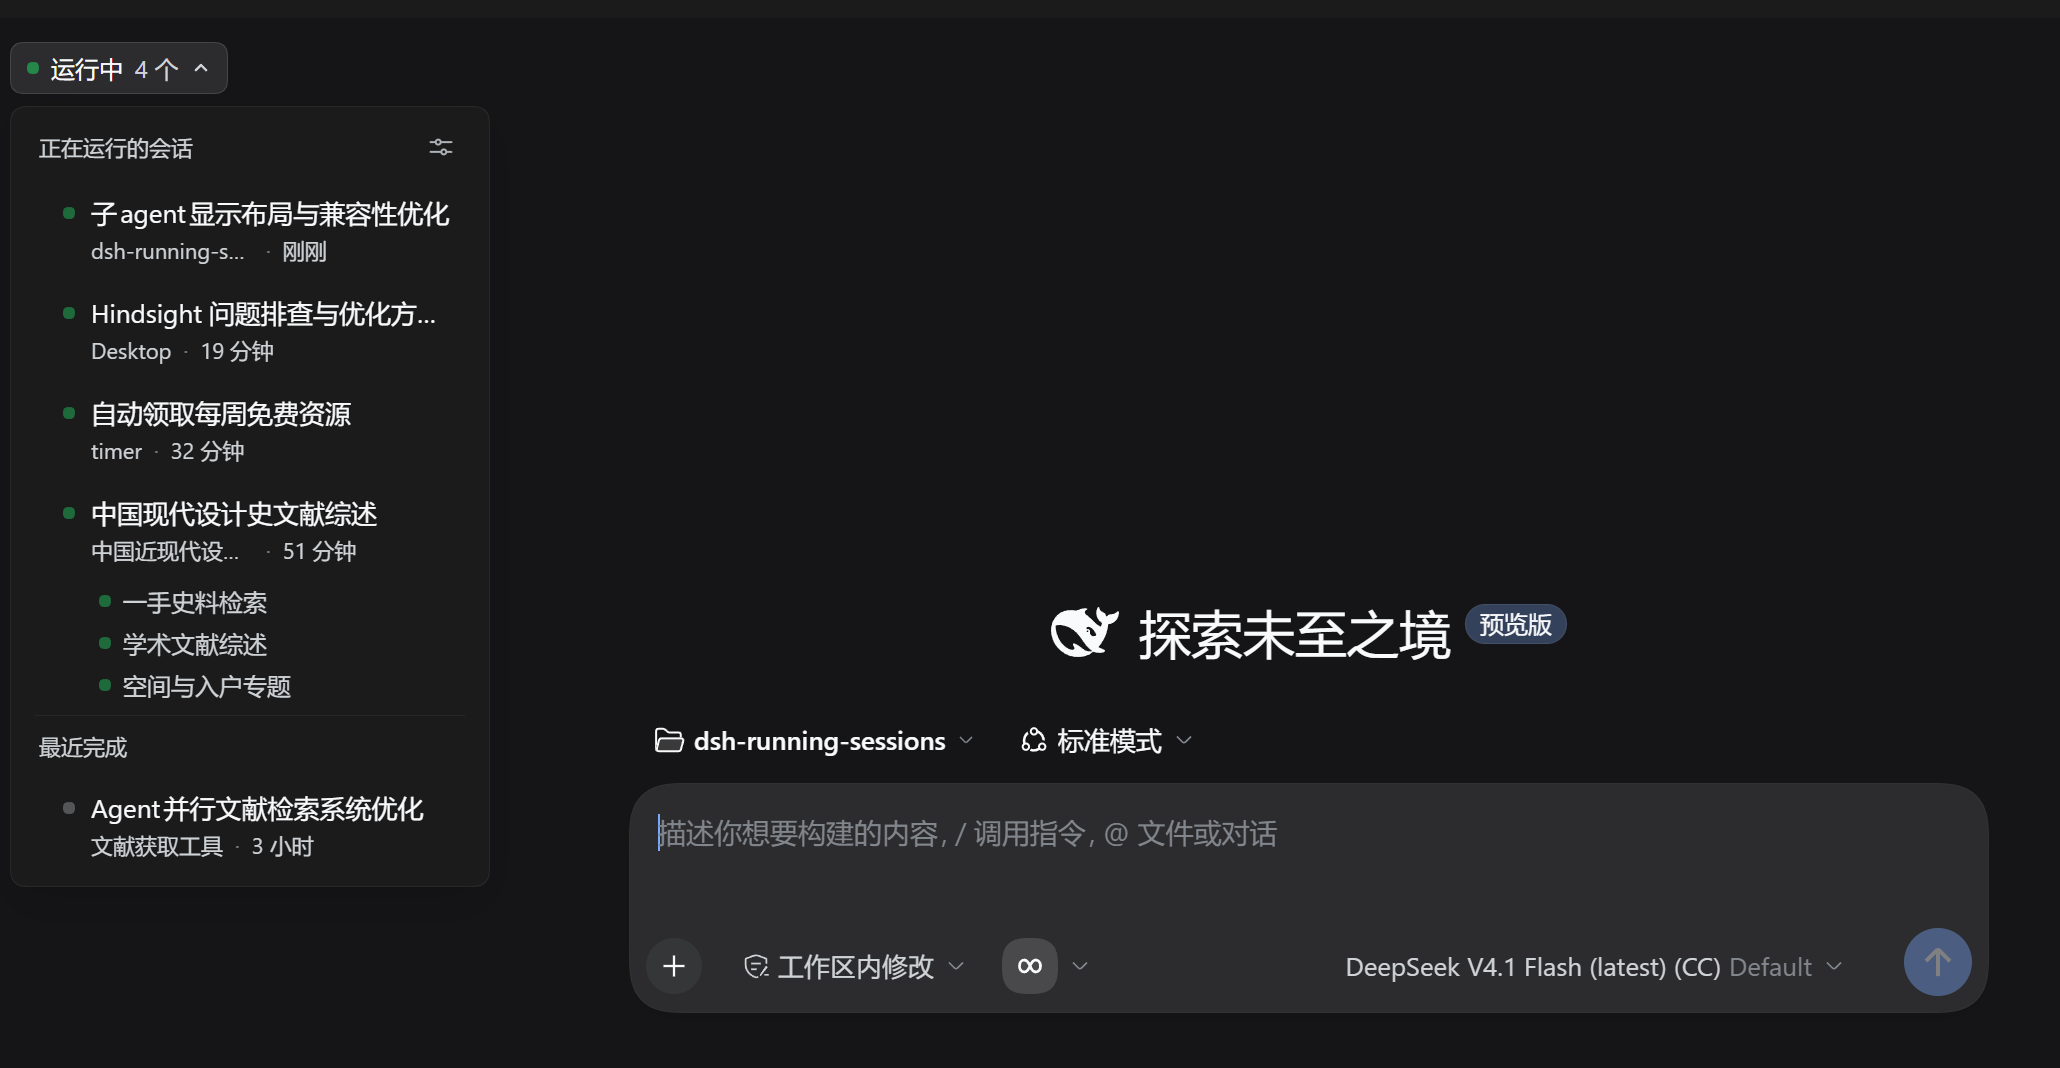 运行中 4 个
正在运行的会话
子agent显示布局与兼容性优化
dsh-running-s... · 刚刚
Hindsight 问题排查与优化方...
Desktop · 19 分钟
自动领取每周免费资源
timer · 32 分钟
中国现代设计史文献综述
中国近现代设... · 51 分钟
一手史料检索
学术文献综述
空间与入户专题
最近完成
Agent并行文献检索系统优化
文献获取工具 · 3 小时
探索未至之境 预览版
dsh-running-sessions 标准模式
描述你想要构建的内容, / 调用指令, @ 文件或对话
工作区内修改 DeepSeek V4.1 Flash (latest) (CC) Default